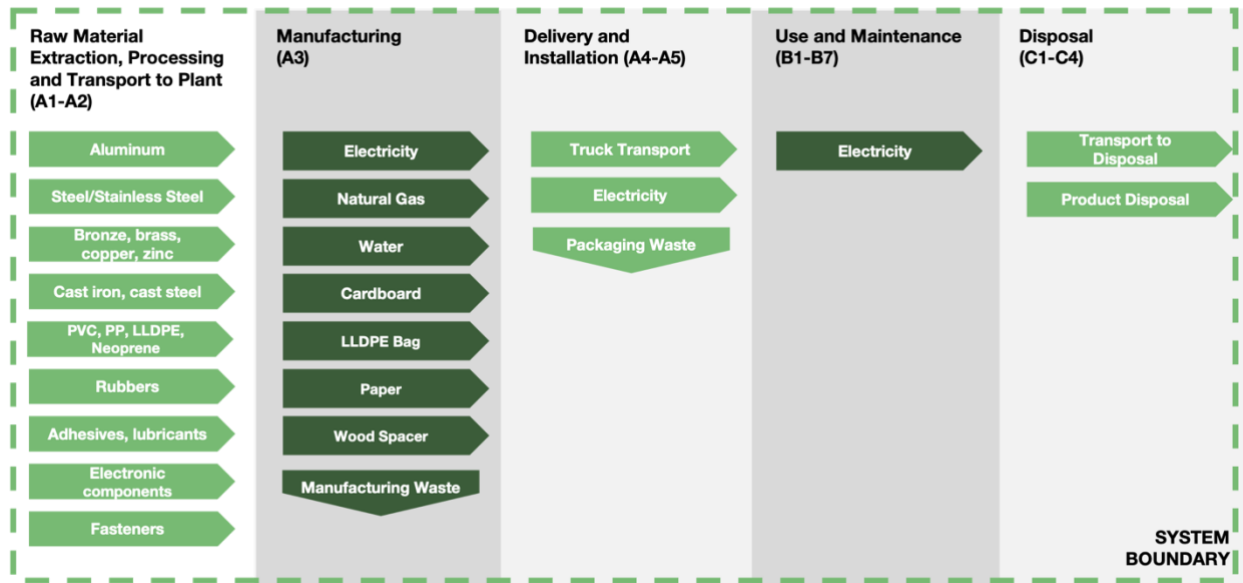 Raw Material
Extraction, Processing
and Transport to Plant
(A1-A2)
Aluminum
Steel/Stainless Steel
Bronze, brass,
copper, zinc
Cast iron, cast steel
PVC, PP, LLDPE,
Neoprene
Rubbers
Adhesives, lubricants
Electronic
components
Fasteners
Manufacturing
(A3)
Electricity
Natural Gas
Water
Cardboard
LLDPE Bag
Paper
Wood Spacer
Manufacturing Waste
Delivery and
Installation (A4-A5)
Truck Transport
Electricity
Packaging Waste
Use and Maintenance
(B1-B7)
Electricity
Disposal
(C1-C4)
Transport to
Disposal
Product Disposal
SYSTEM
BOUNDARY